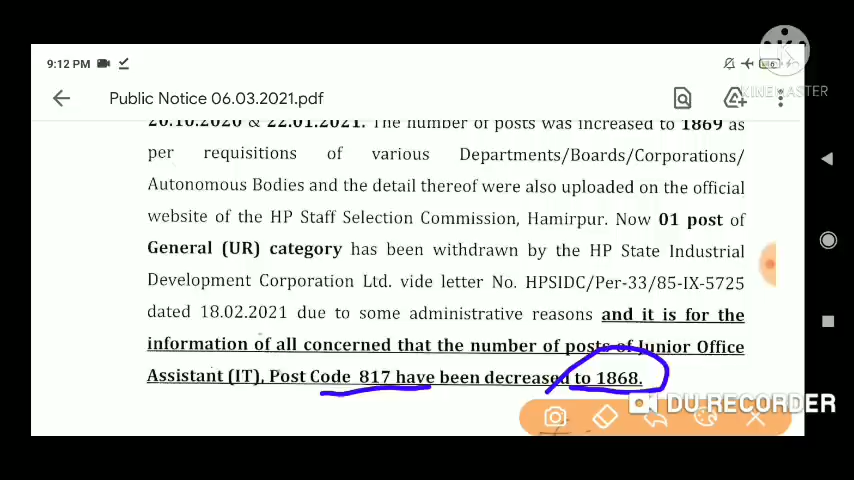 9:12 PM
KINEMASTER
Public Notice 06.03.2021.pdf
20.10.2020 & 22.01.2021. The number of posts was increased to 1869 as
per requisitions of various Departments/Boards/Corporations/
Autonomous Bodies and the detail thereof were also uploaded on the official
website of the HP Staff Selection Commission, Hamirpur. Now 01 post of
General (UR) category has been withdrawn by the HP State Industrial
Development Corporation Ltd. vide letter No. HPSIDC/Per-33/85-IX-5725
dated 18.02.2021 due to some administrative reasons and it is for the
information of all concerned that the number of posts of Junior Office
Assistant (IT), Post Code 817 have been decreased to 1868.
DU RECORDER